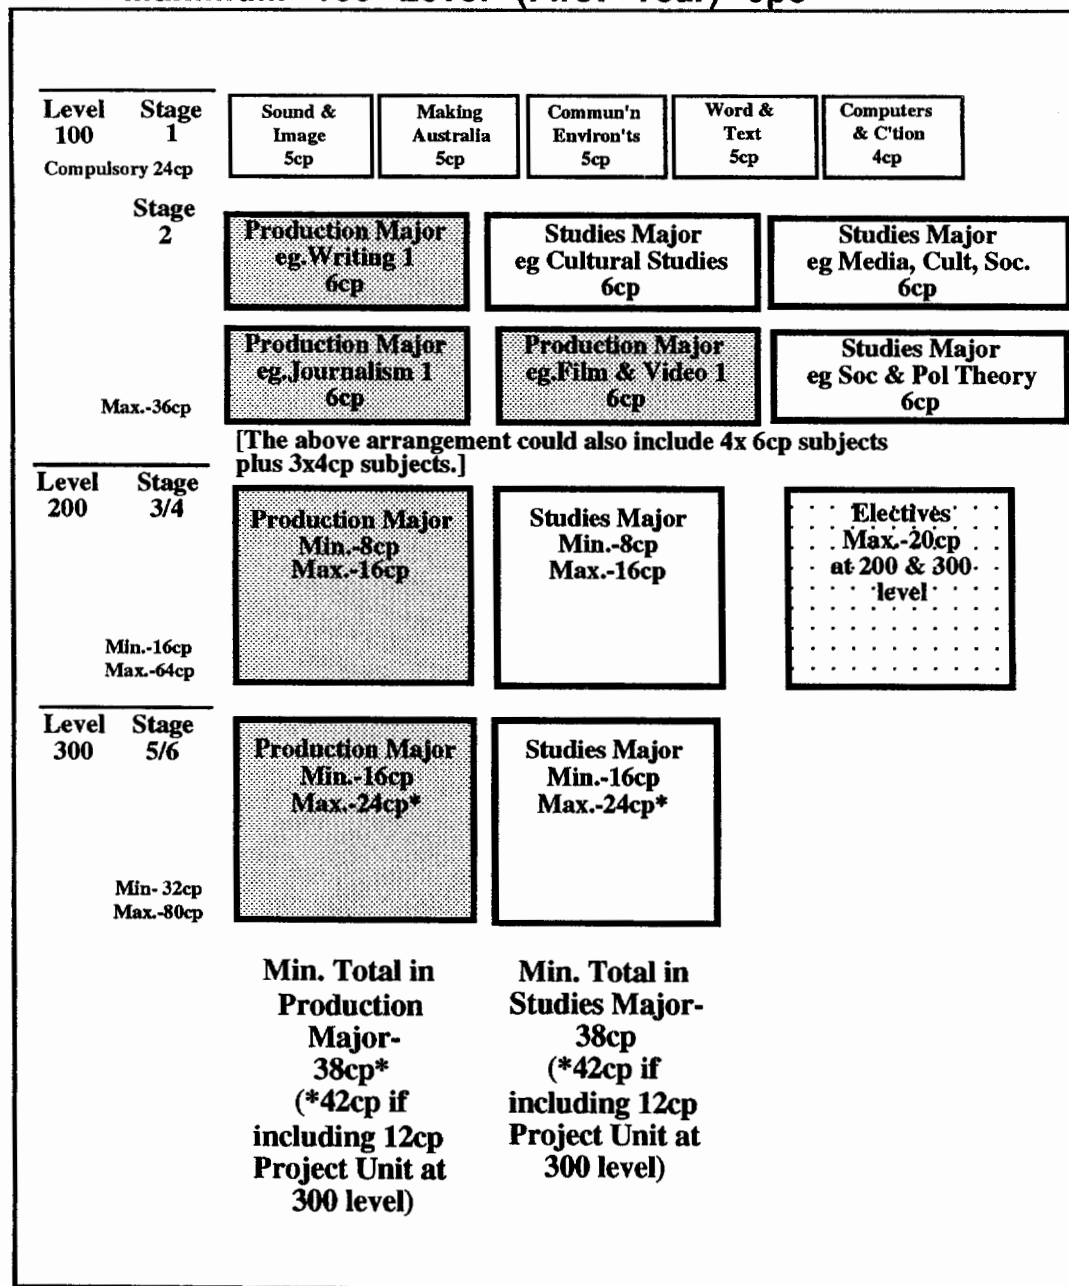 Level Stage
100 1
Compulsory 24cp
Sound &
Image
5cp
Making
Australia
5cp
Commun'n
Environ'ts
5cp
Word &
Text
5cp
Computers
& C'tion
4cp
Stage
2
Production Major
eg.Writing 1
6cp
Studies Major
eg Cultural Studies
6cp
Studies Major
eg Media, Cult, Soc.
6cp
Max.-36cp
Production Major
eg.Journalism 1
6cp
Production Major
eg.Film & Video 1
6cp
Studies Major
eg Soc & Pol Theory
6cp
[The above arrangement could also include 4x 6cp subjects
plus 3x4cp subjects.]
Level Stage
200 3/4
Min.-16cp
Max.-64cp
Production Major
Min.-8cp
Max.-16cp
Studies Major
Min.-8cp
Max.-16cp
Electives
Max.-20cp
at 200 & 300
level
Level Stage
300 5/6
Min- 32cp
Max.-80cp
Production Major
Min.-16cp
Max.-24cp*
Studies Major
Min.-16cp
Max.-24cp*
Min. Total in
Production
Major-
38cp*
(*42cp if
including 12cp
Project Unit at
300 level)
Min. Total in
Studies Major-
38cp
(*42cp if
including 12cp
Project Unit at
300 level)